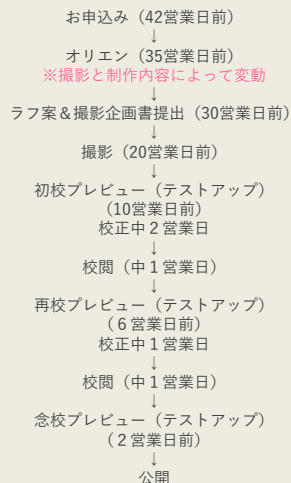 お申込み（42営業日前）
↓
オリエン（35営業日前）
※撮影と制作内容によって変動
↓
ラフ案＆撮影企画書提出（30営業日前）
↓
撮影（20営業日前）
↓
初校プレビュー（テストアップ）
（10営業日前）
校正中２営業日
↓
校閲（中１営業日）
↓
再校プレビュー（テストアップ）
（６営業日前）
校正中１営業日
↓
校閲（中１営業日）
↓
念校プレビュー（テストアップ）
（２営業日前）
↓
公開